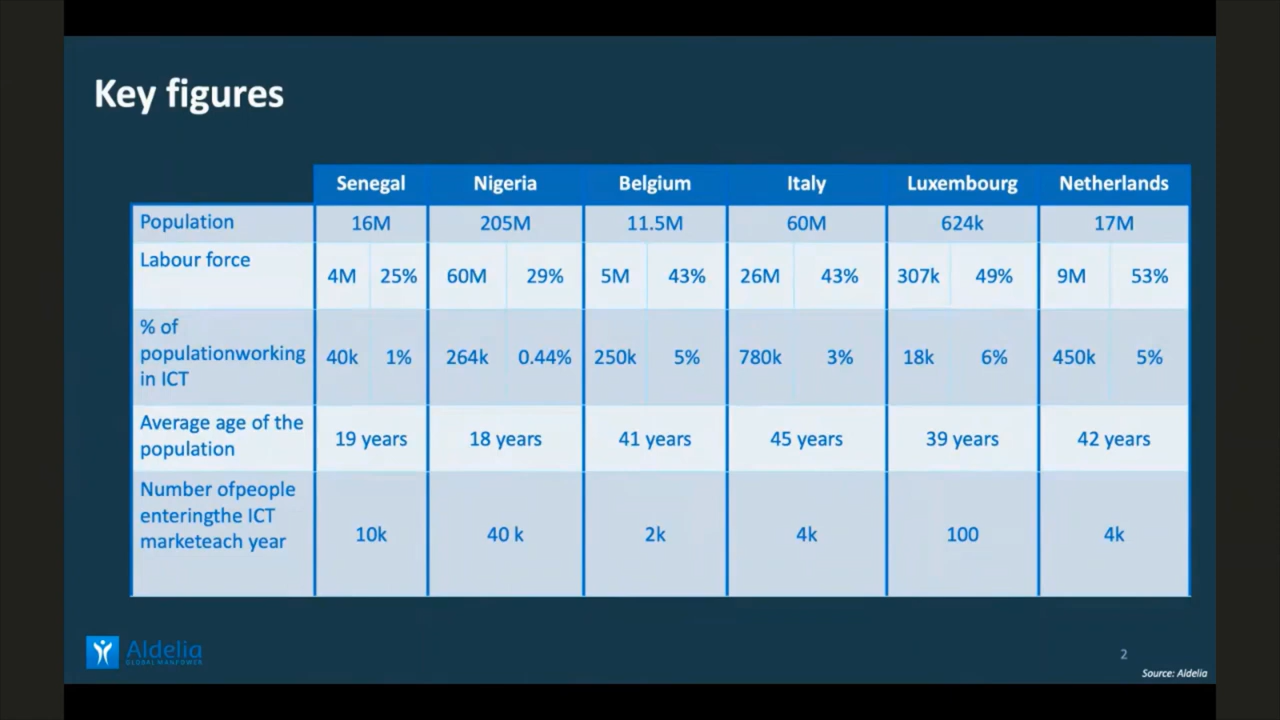 Key figures
Senegal Nigeria Belgium Italy Luxembourg Netherlands
Population 16M 205M 11.5M 60M 624k 17M
Labour force
4M 25% 60M 29% 5M 43% 26M 43% 307k 49% 9M 53%
% of
populationworking
in ICT
40k 1% 264k 0.44% 250k 5% 780k 3% 18k 6% 450k 5%
Average age of the
population
19 years 18 years 41 years 45 years 39 years 42 years
Number ofpeople
enteringthe ICT
marketeach year
10k 40 k 2k 4k 100 4k
Aldelia
GLOBAL MANPOWER
2
Source: Aldelia